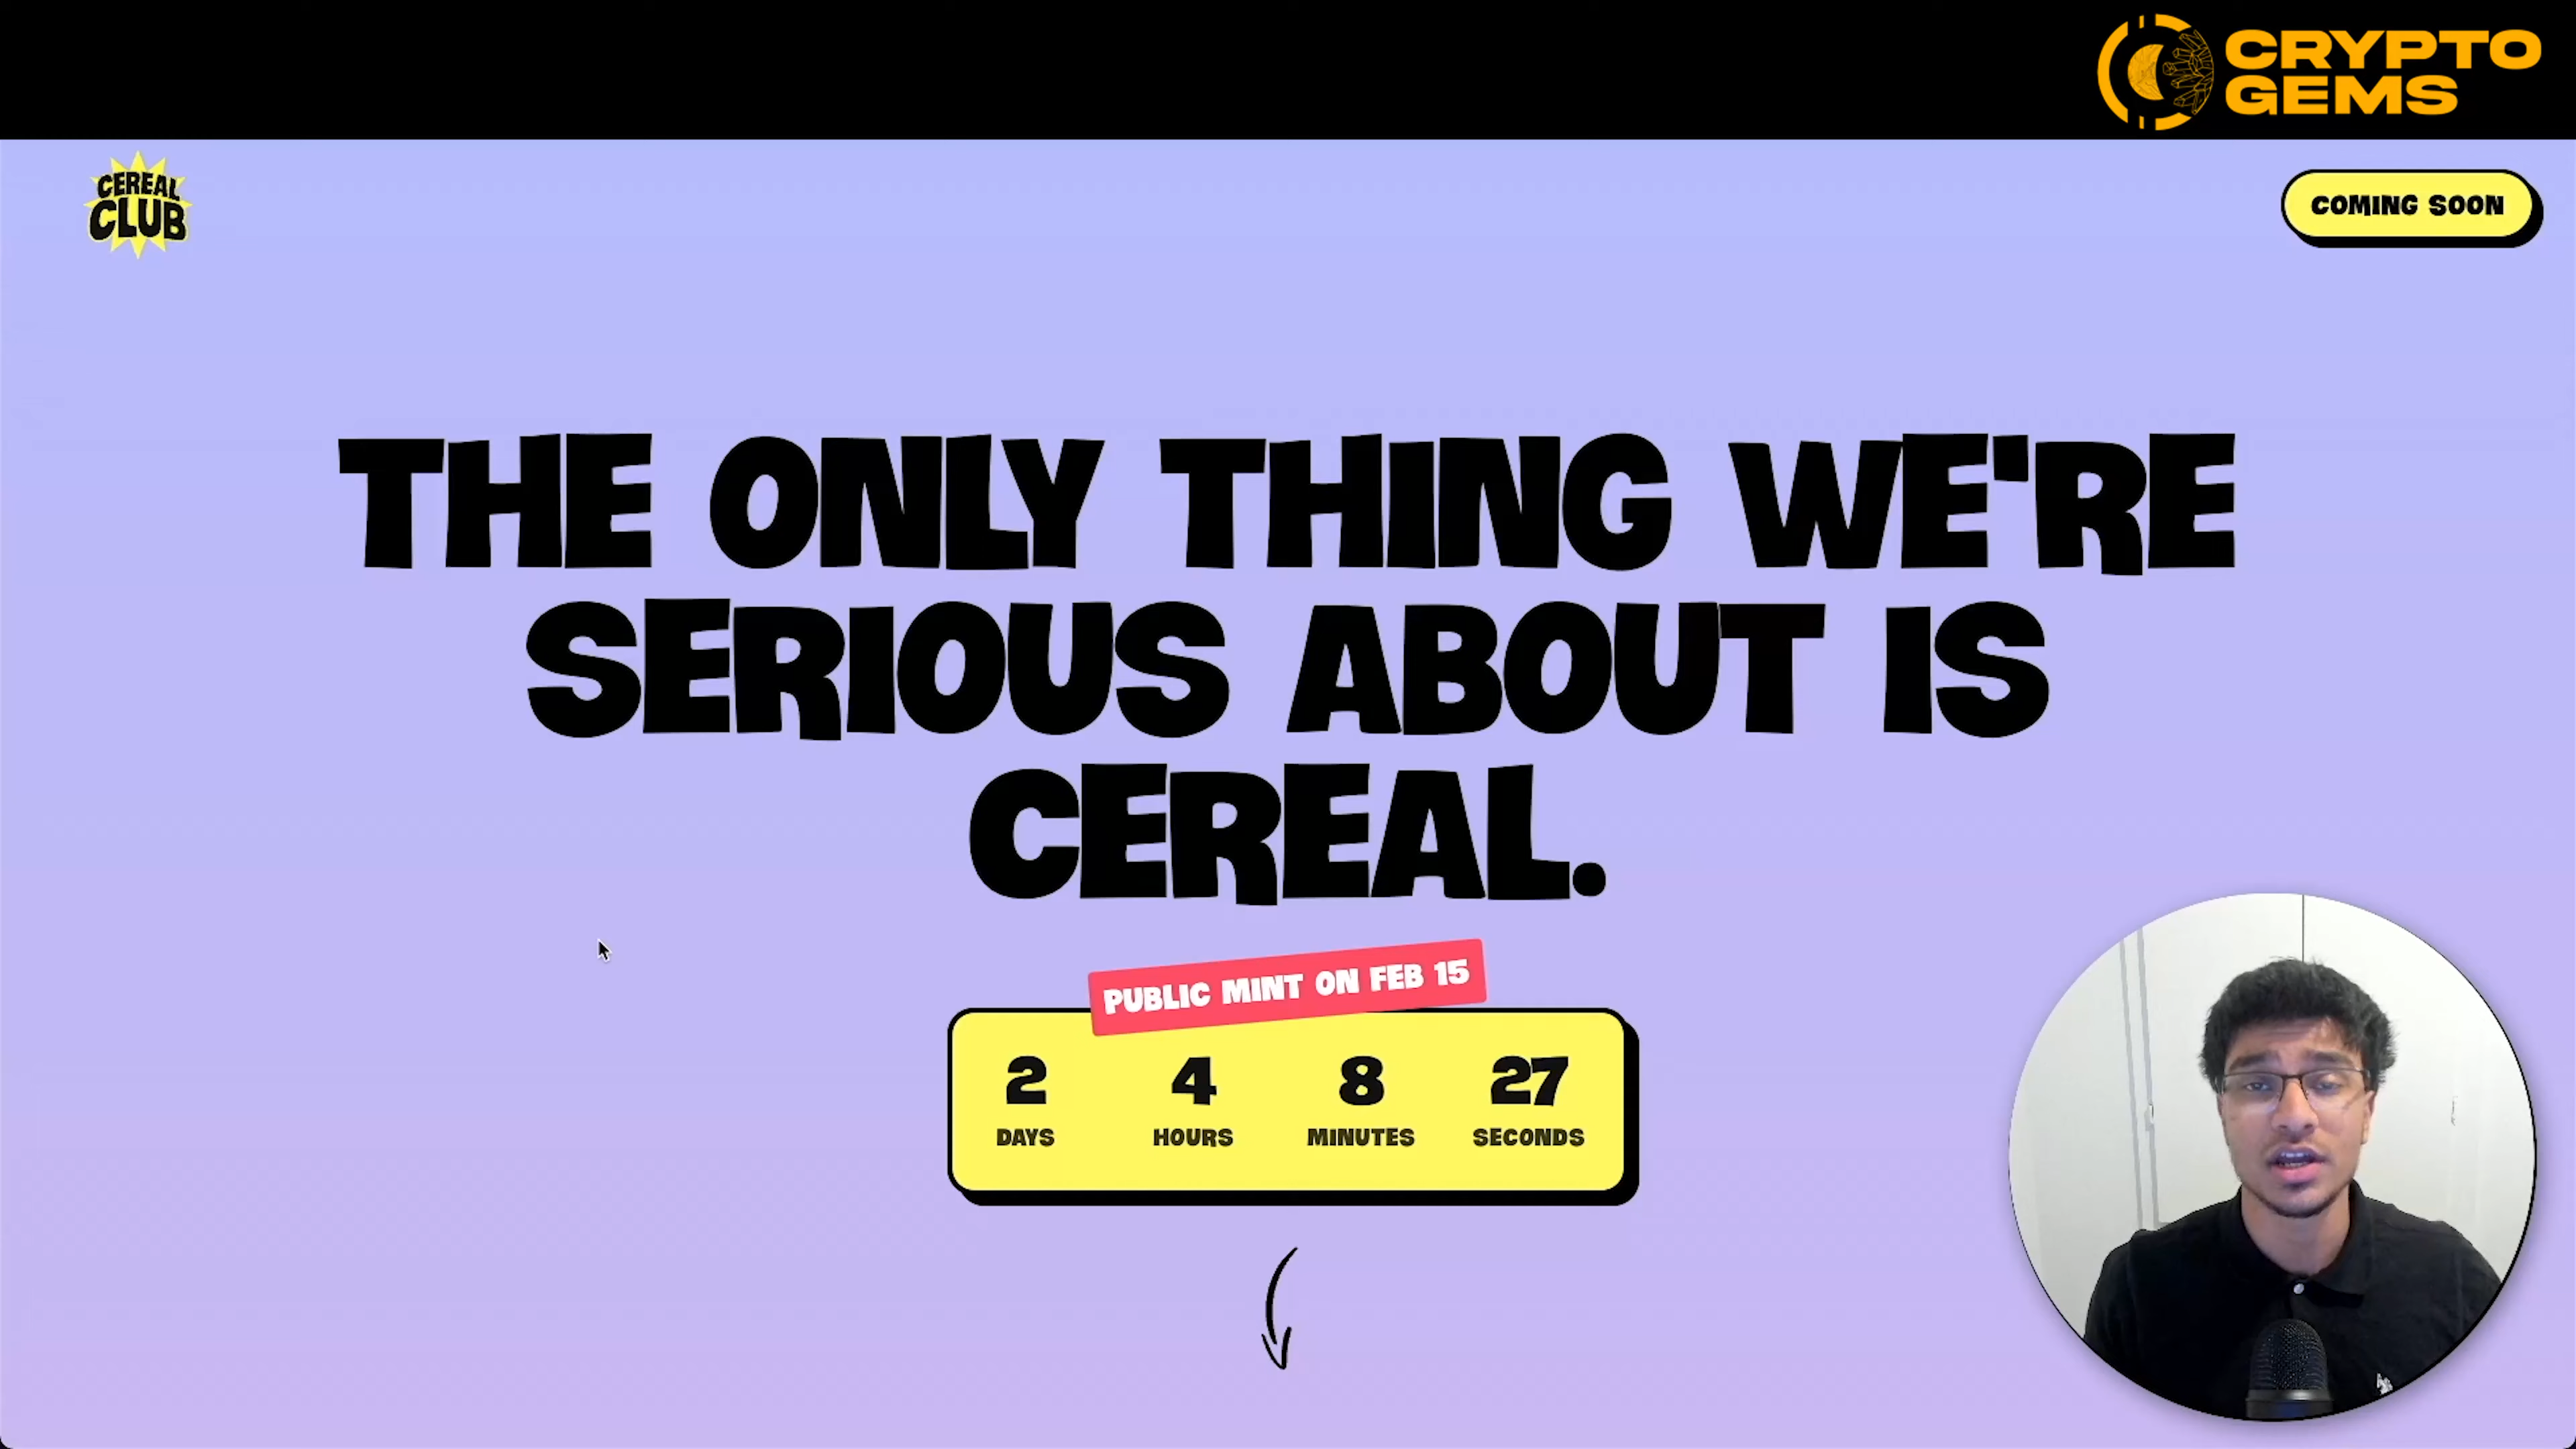 CRYPTO
GEMS
CEREAL
CLUB
COMING SOON
THE ONLY THING WE'RE
SERIOUS ABOUT IS
CEREAL.
PUBLIC MINT ON FEB 15
2 4 8 27
DAYS HOURS MINUTES SECONDS